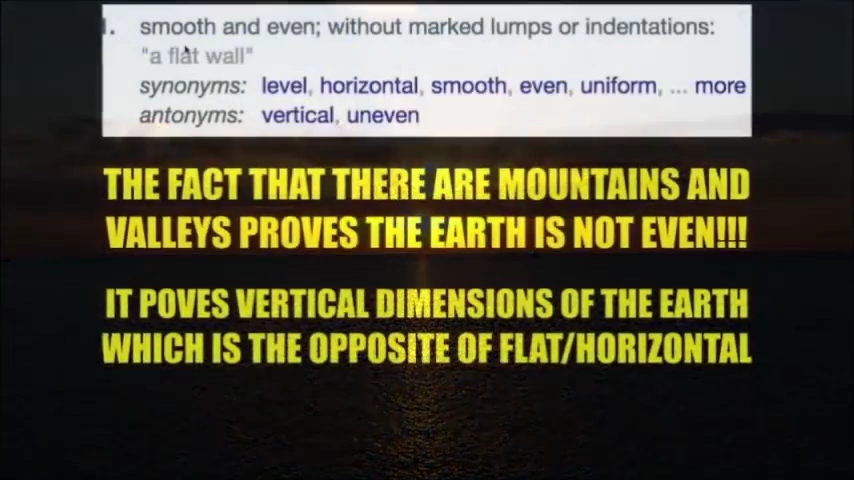 1. smooth and even; without marked lumps or indentations:
"a flat wall"
synonyms: level, horizontal, smooth, even, uniform, ... more
antonyms: vertical, uneven
THE FACT THAT THERE ARE MOUNTAINS AND
VALLEYS PROVES THE EARTH IS NOT EVEN!!!
IT POVES VERTICAL DIMENSIONS OF THE EARTH
WHICH IS THE OPPOSITE OF FLAT/HORIZONTAL